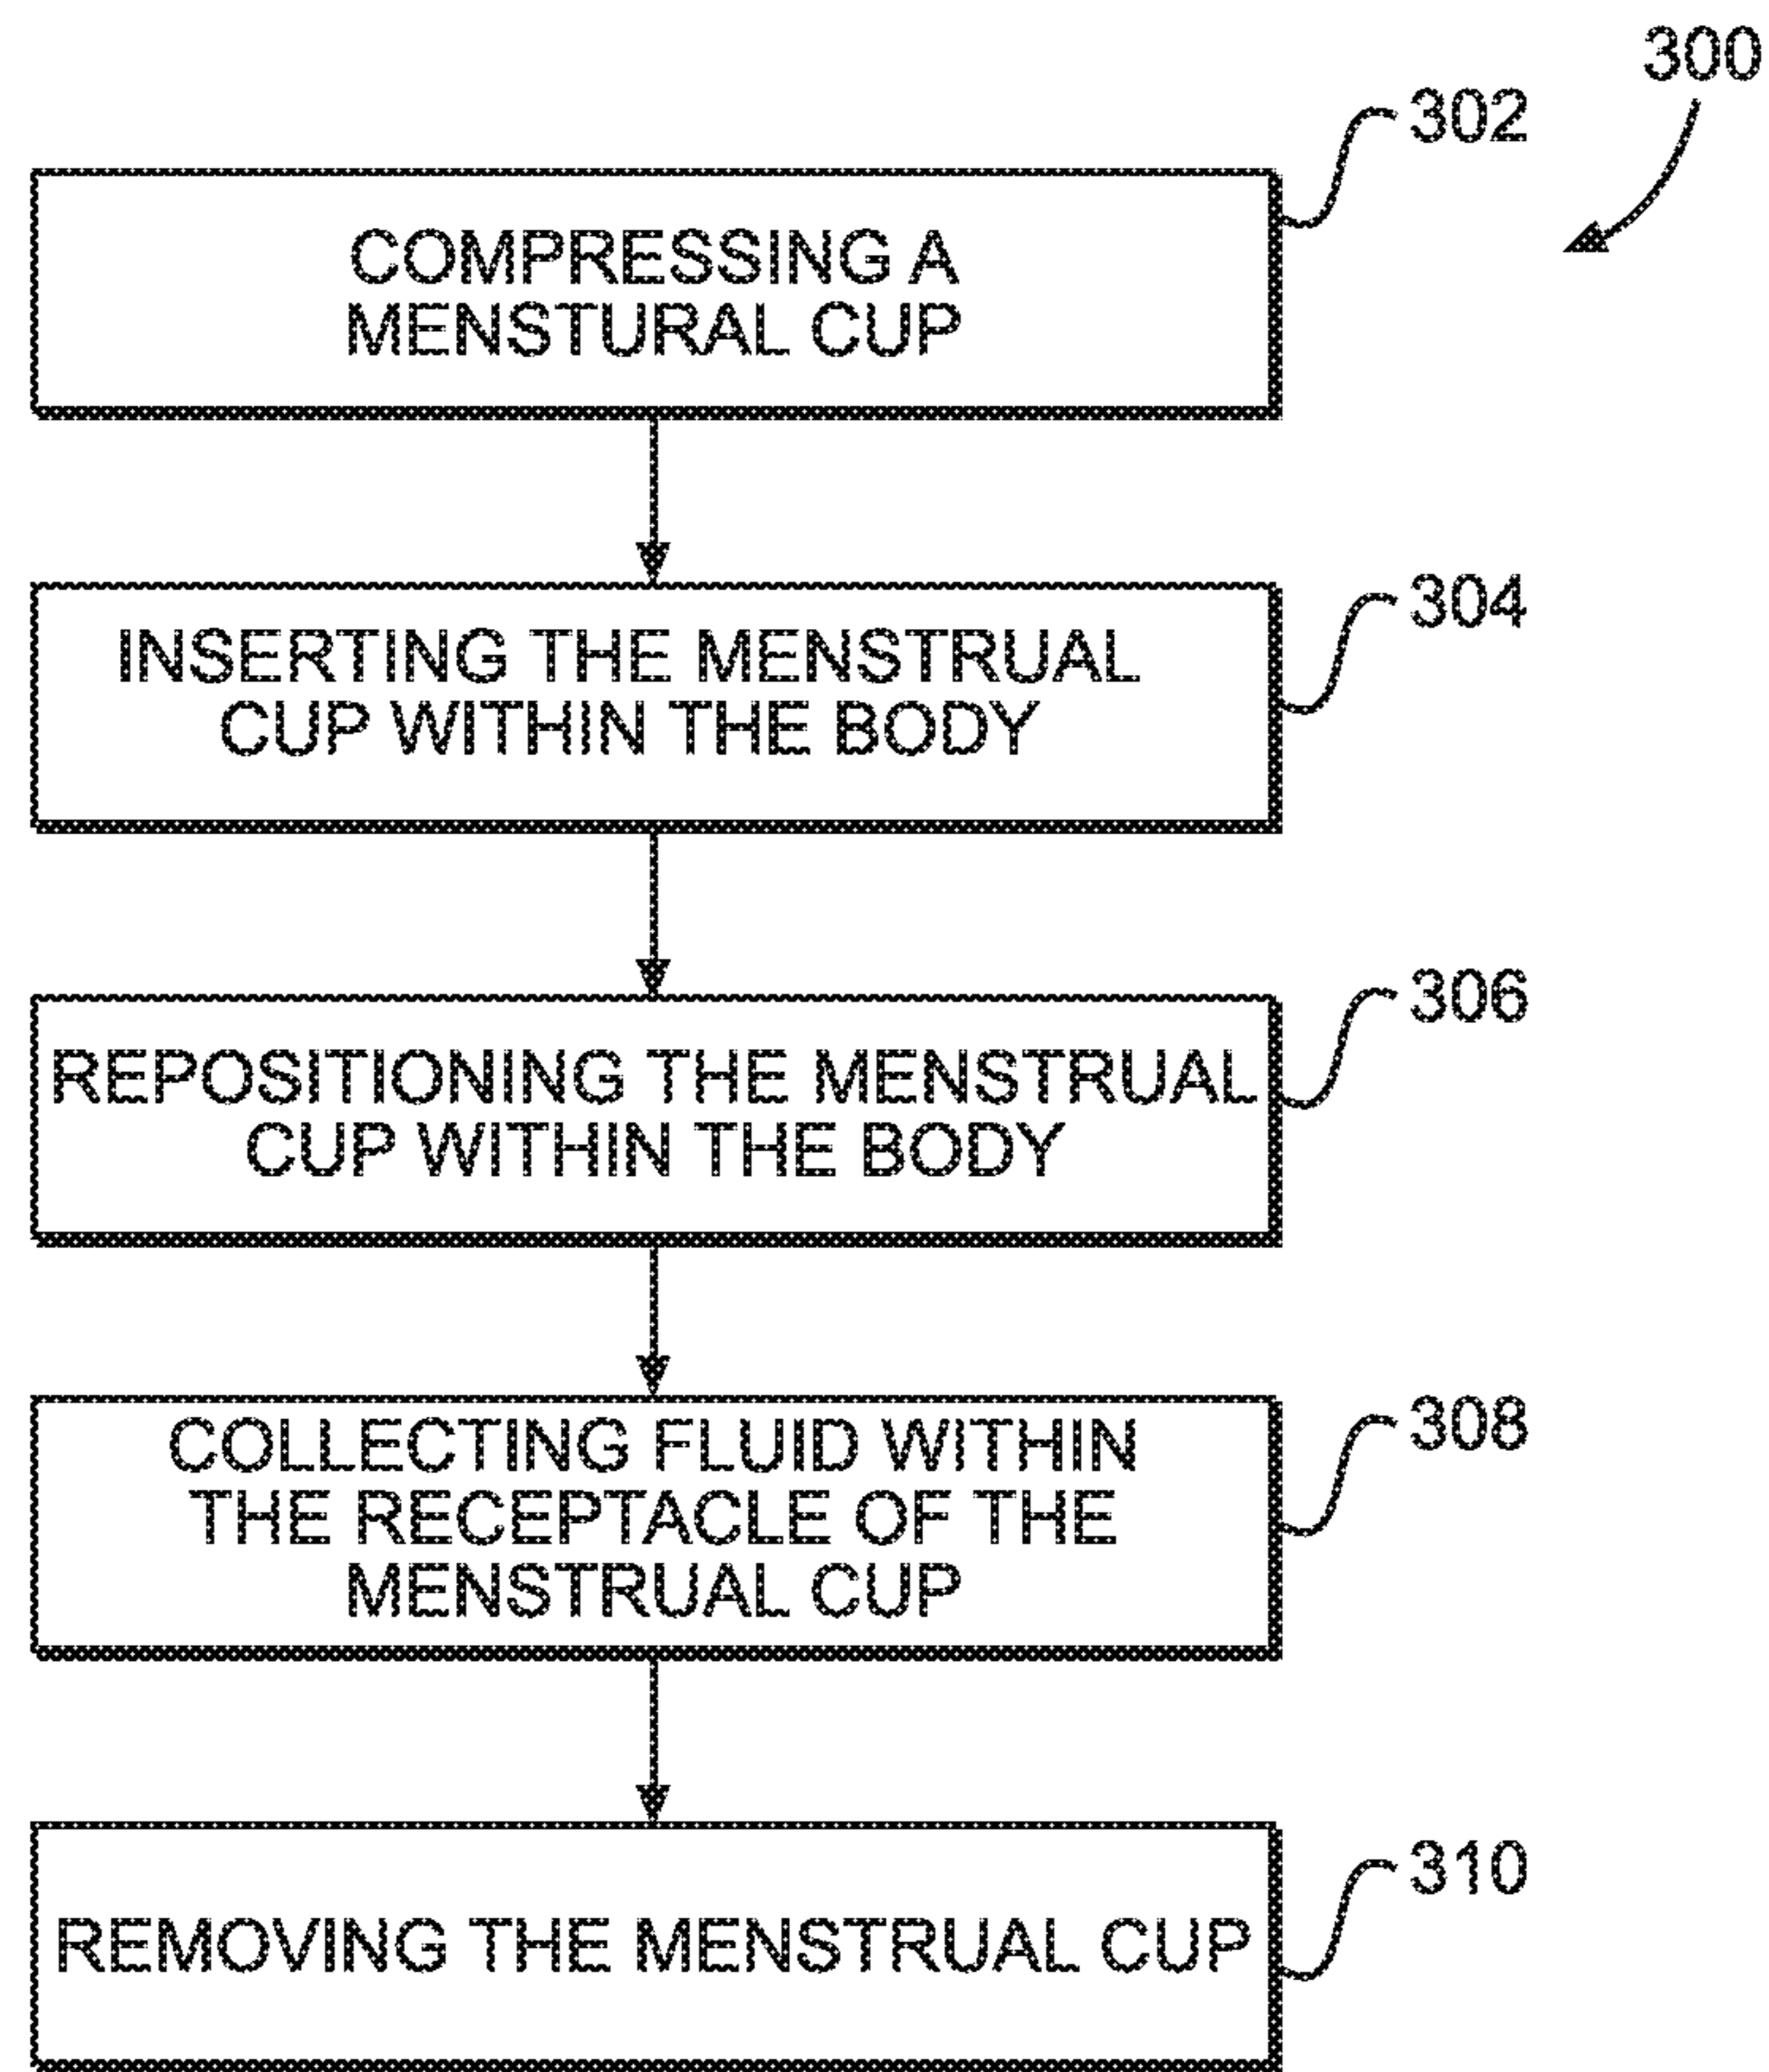 300
302
COMPRESSING A
MENSTURAL CUP
304
INSERTING THE MENSTRUAL
CUP WITHIN THE BODY
306
REPOSITIONING THE MENSTRUAL
CUP WITHIN THE BODY
308
COLLECTING FLUID WITHIN
THE RECEPTACLE OF THE
MENSTRUAL CUP
310
REMOVING THE MENSTRUAL CUP